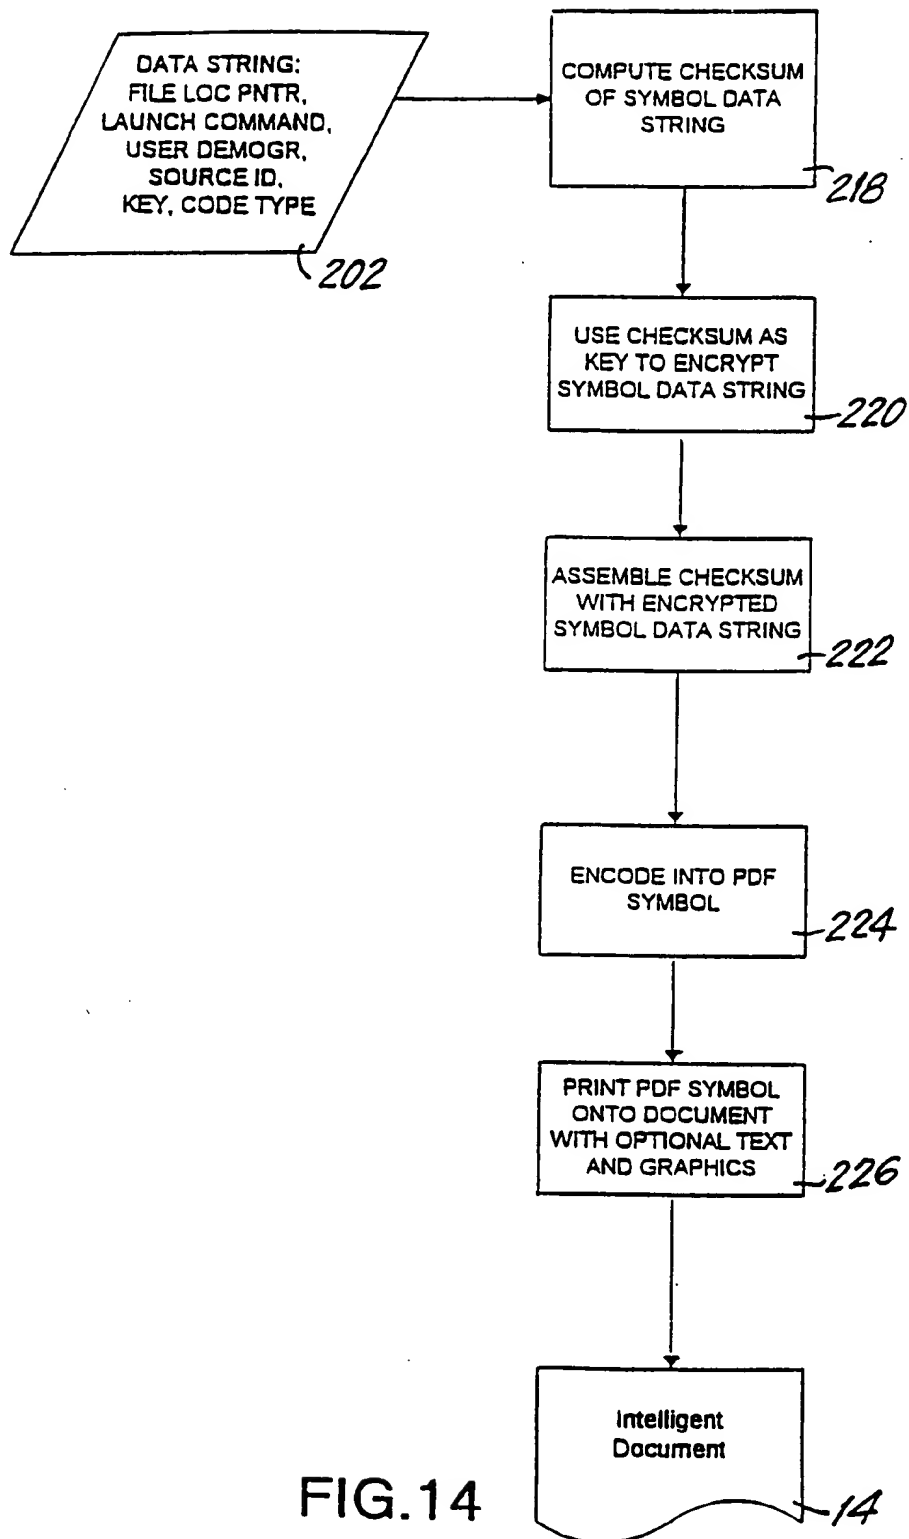 DATA STRING:
FILE LOC PNTR,
LAUNCH COMMAND,
USER DEMOGR,
SOURCE ID,
KEY, CODE TYPE
202
COMPUTE CHECKSUM
OF SYMBOL DATA
STRING
218
USE CHECKSUM AS
KEY TO ENCRYPT
SYMBOL DATA STRING
220
ASSEMBLE CHECKSUM
WITH ENCRYPTED
SYMBOL DATA STRING
222
ENCODE INTO PDF
SYMBOL
224
PRINT PDF SYMBOL
ONTO DOCUMENT
WITH OPTIONAL TEXT
AND GRAPHICS
226
Intelligent
Document
14
FIG.14